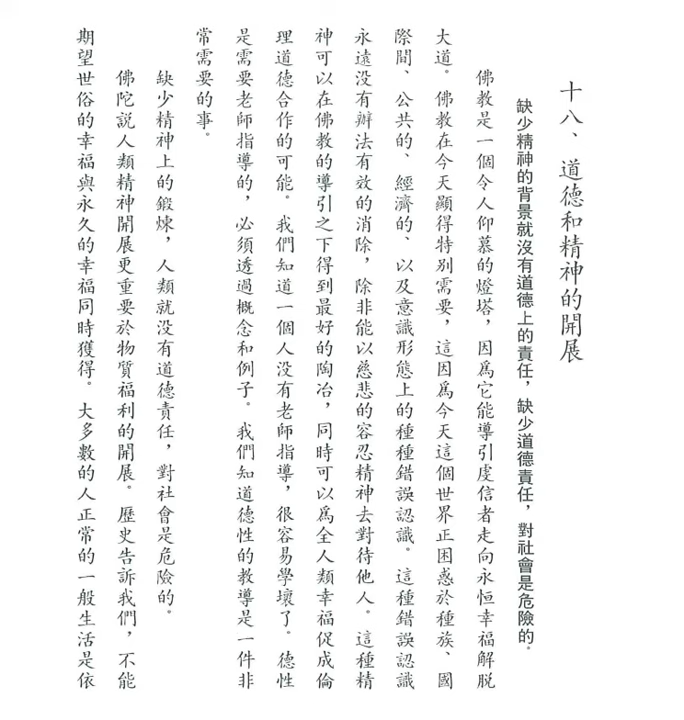 十八、道德和精神的開展
缺少精神的背景就沒有道德上的責任，缺少道德責任，對社會是危險的。
佛教是一個令人仰慕的燈塔，因爲它能導引虔信者走向永恒幸福解脫
大道。佛教在今天顯得特別需要，這因爲今天這個世界正困惑於種族、國
際間、公共的、經濟的、以及意識形態上的種種錯誤認識。這種錯誤認識
永遠没有辦法有效的消除，除非能以慈悲的容忍精神去對待他人。這種精
神可以在佛教的導引之下得到最好的陶冶，同時可以爲全人類幸福促成倫
理道德合作的可能。我們知道一個人没有老師指導，很容易學壞了。德性
是需要老師指導的，必須透過概念和例子。我們知道德性的教導是一件非
常需要的事。
缺少精神上的鍛煉，人類就没有道德責任，對社會是危險的。
佛陀説人類精神開展更重要於物質福利的開展。歷史告訴我們，不能
期望世俗的幸福與永久的幸福同時獲得。大多數的人正常的一般生活是依